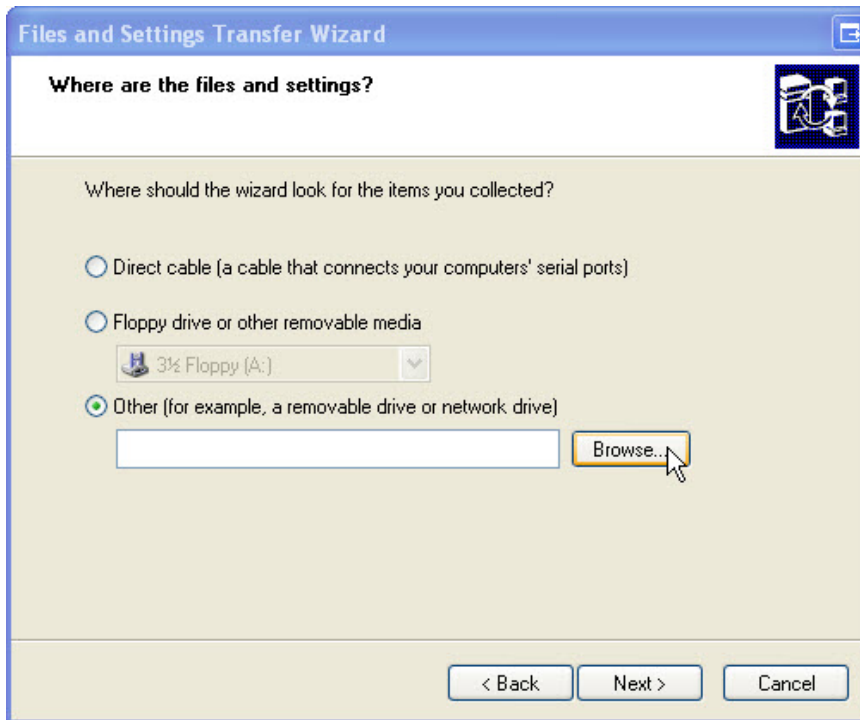 Files and Settings Transfer Wizard
Where are the files and settings?
Where should the wizard look for the items you collected?
Direct cable (a cable that connects your computers' serial ports)
Floppy drive or other removable media
3½ Floppy (A:)
Other (for example, a removable drive or network drive)
Browse...
< Back Next > Cancel